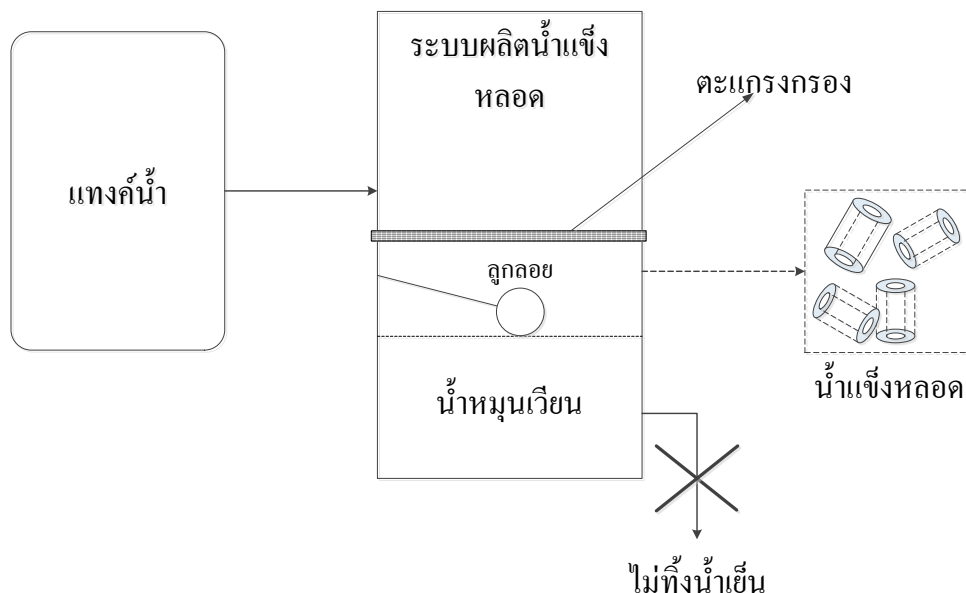 ระบบผลิตน้ำแข็ง
หลอด
ตะแกรงกรอง
แทงค์น้ำ
ลูกลอย
น้ำแข็งหลอด
น้ำหมุนเวียน
ไม่ทิ้งน้ำเย็น